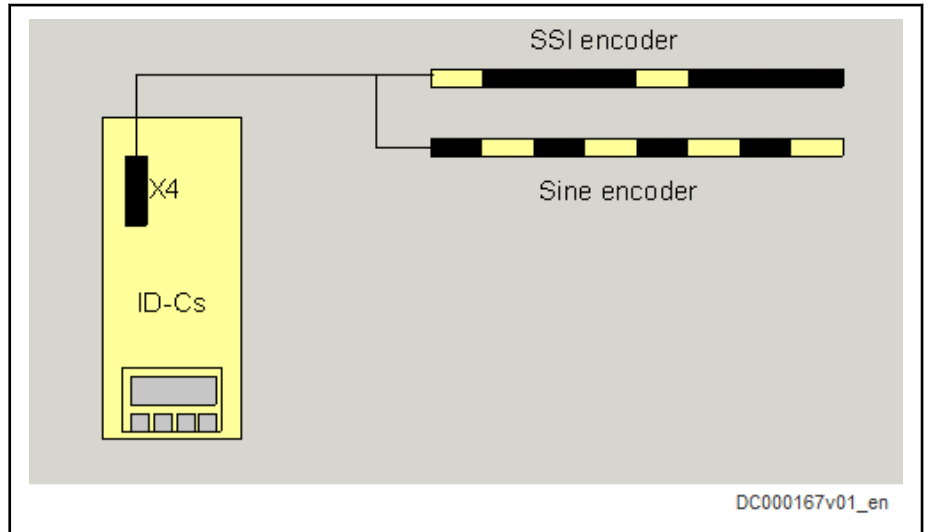 SSI encoder
X4
Sine encoder
ID-Cs
DC000167v01_en